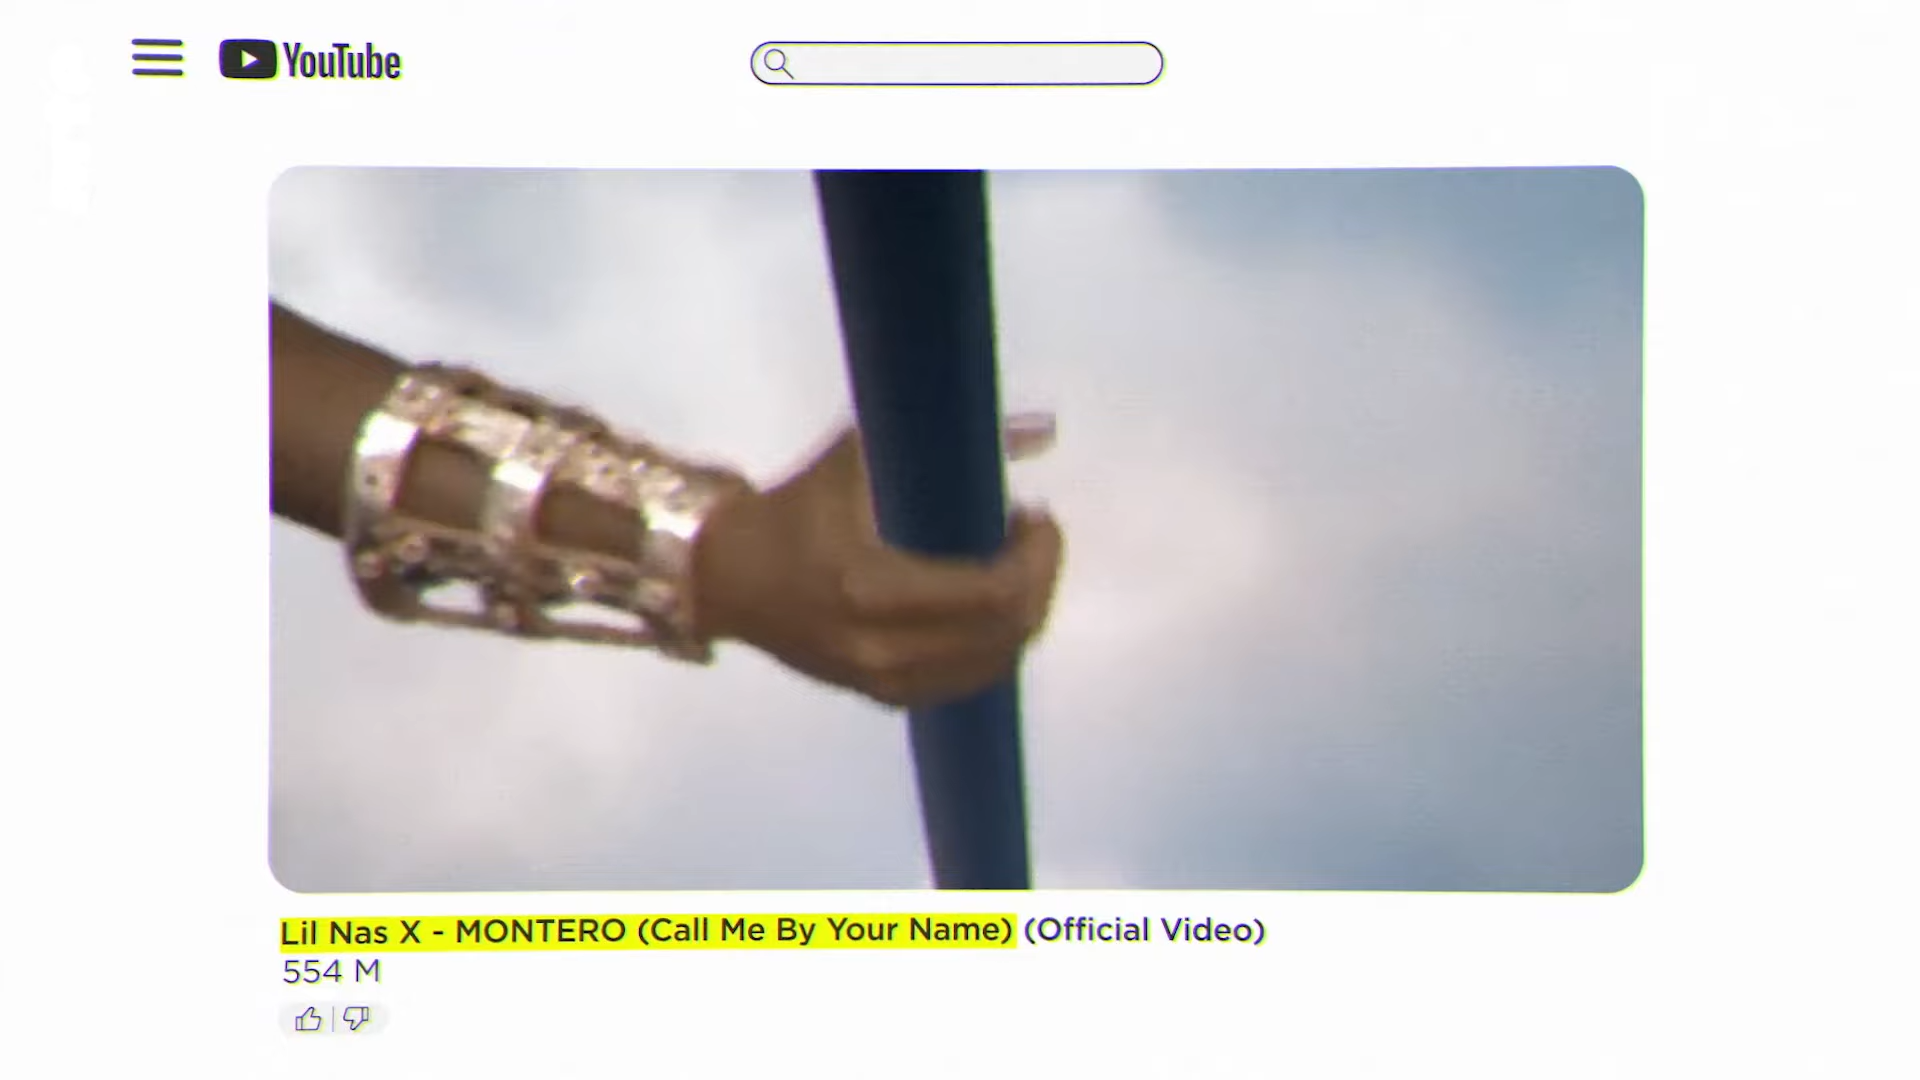 YouTube
Lil Nas X - MONTERO (Call Me By Your Name) (Official Video)
554 M